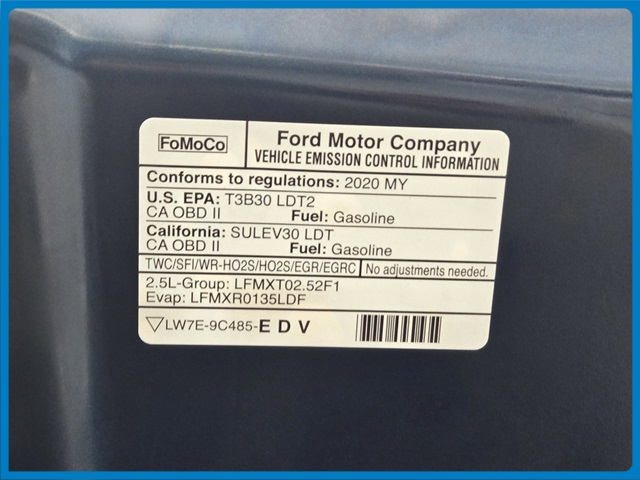 FoMoCo
Ford Motor Company
VEHICLE EMISSION CONTROL INFORMATION
Conforms to regulations: 2020 MY
U.S. EPA: T3B30 LDT2
CA OBD II Fuel: Gasoline
California: SULEV30 LDT
CA OBD II Fuel: Gasoline
TWC/SFI/WR-HO2S/HO2S/EGR/EGRC No adjustments needed.
2.5L-Group: LFMXT02.52F1
Evap: LFMXR0135LDF
LW7E-9C485-E D V